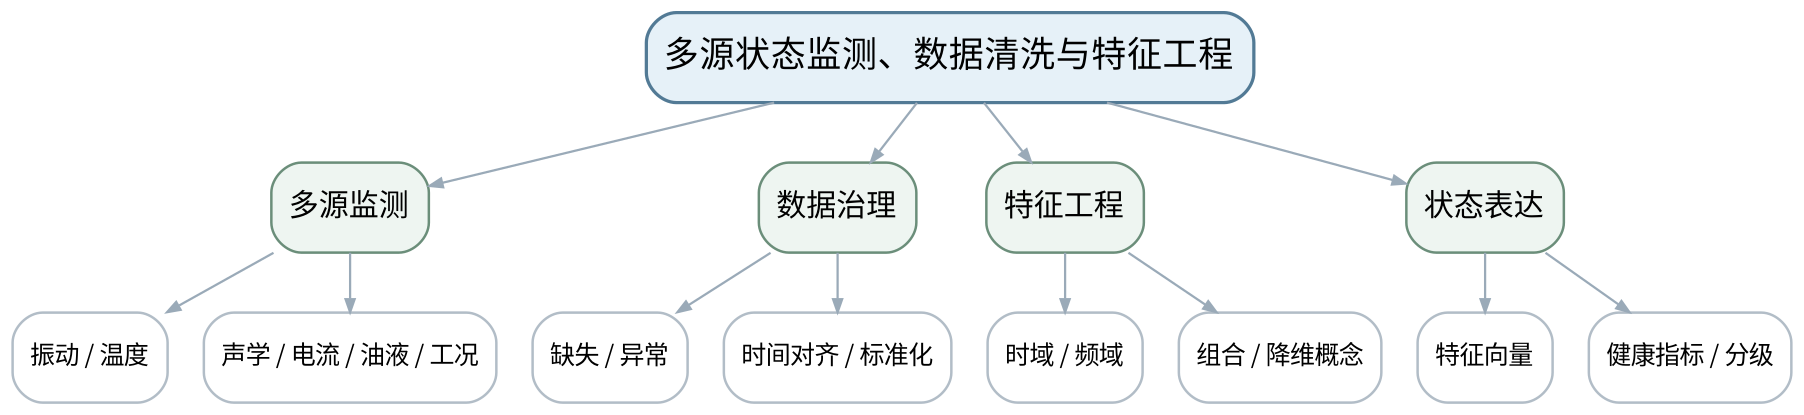 多源状态监测、数据清洗与特征工程
多源监测
数据治理
特征工程
状态表达
振动 / 温度
声学 / 电流 / 油液 / 工况
缺失 / 异常
时间对齐 / 标准化
时域 / 频域
组合 / 降维概念
特征向量
健康指标 / 分级